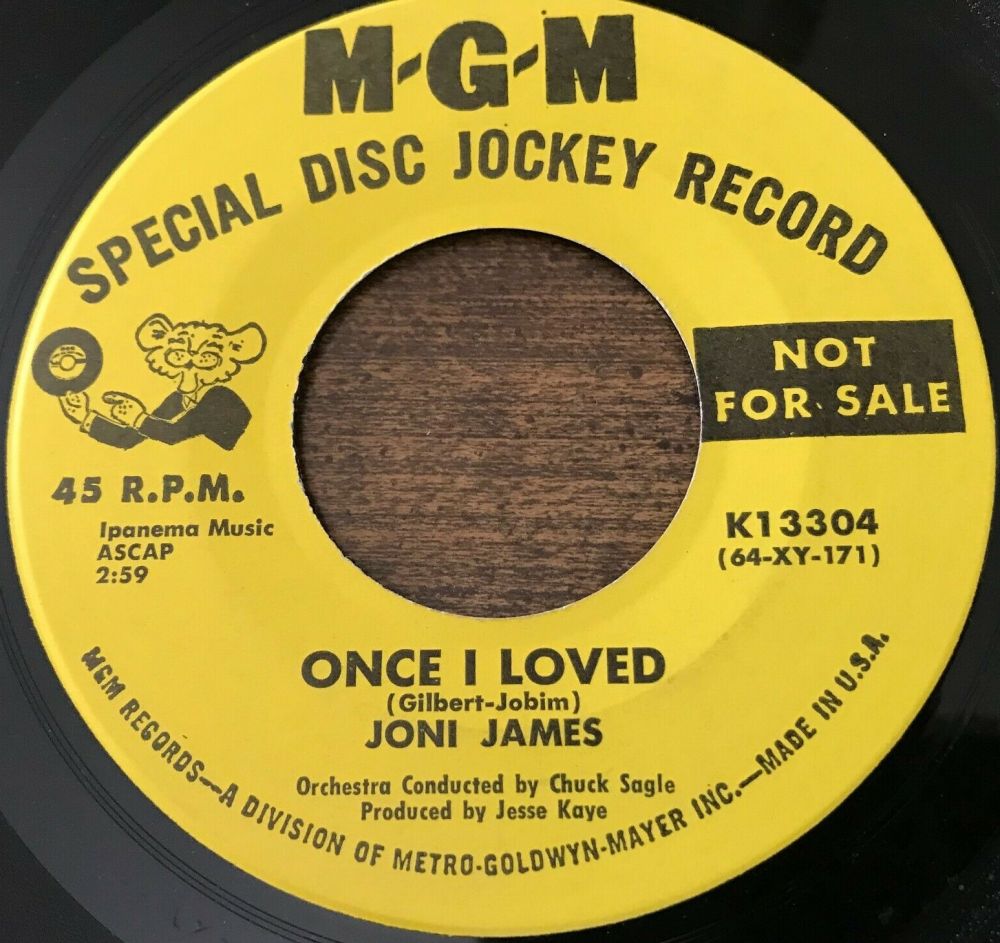 M-G-M
SPECIAL DISC JOCKEY RECORD
NOT
FOR SALE
45 R.P.M.
Ipanema Music
ASCAP
2:59
K13304
(64-XY-171)
ONCE I LOVED
(Gilbert-Jobim)
JONI JAMES
Orchestra Conducted by Chuck Sagle
Produced by Jesse Kaye
MGM RECORDS—A DIVISION OF METRO-GOLDWYN-MAYER INC.—MADE IN U.S.A.